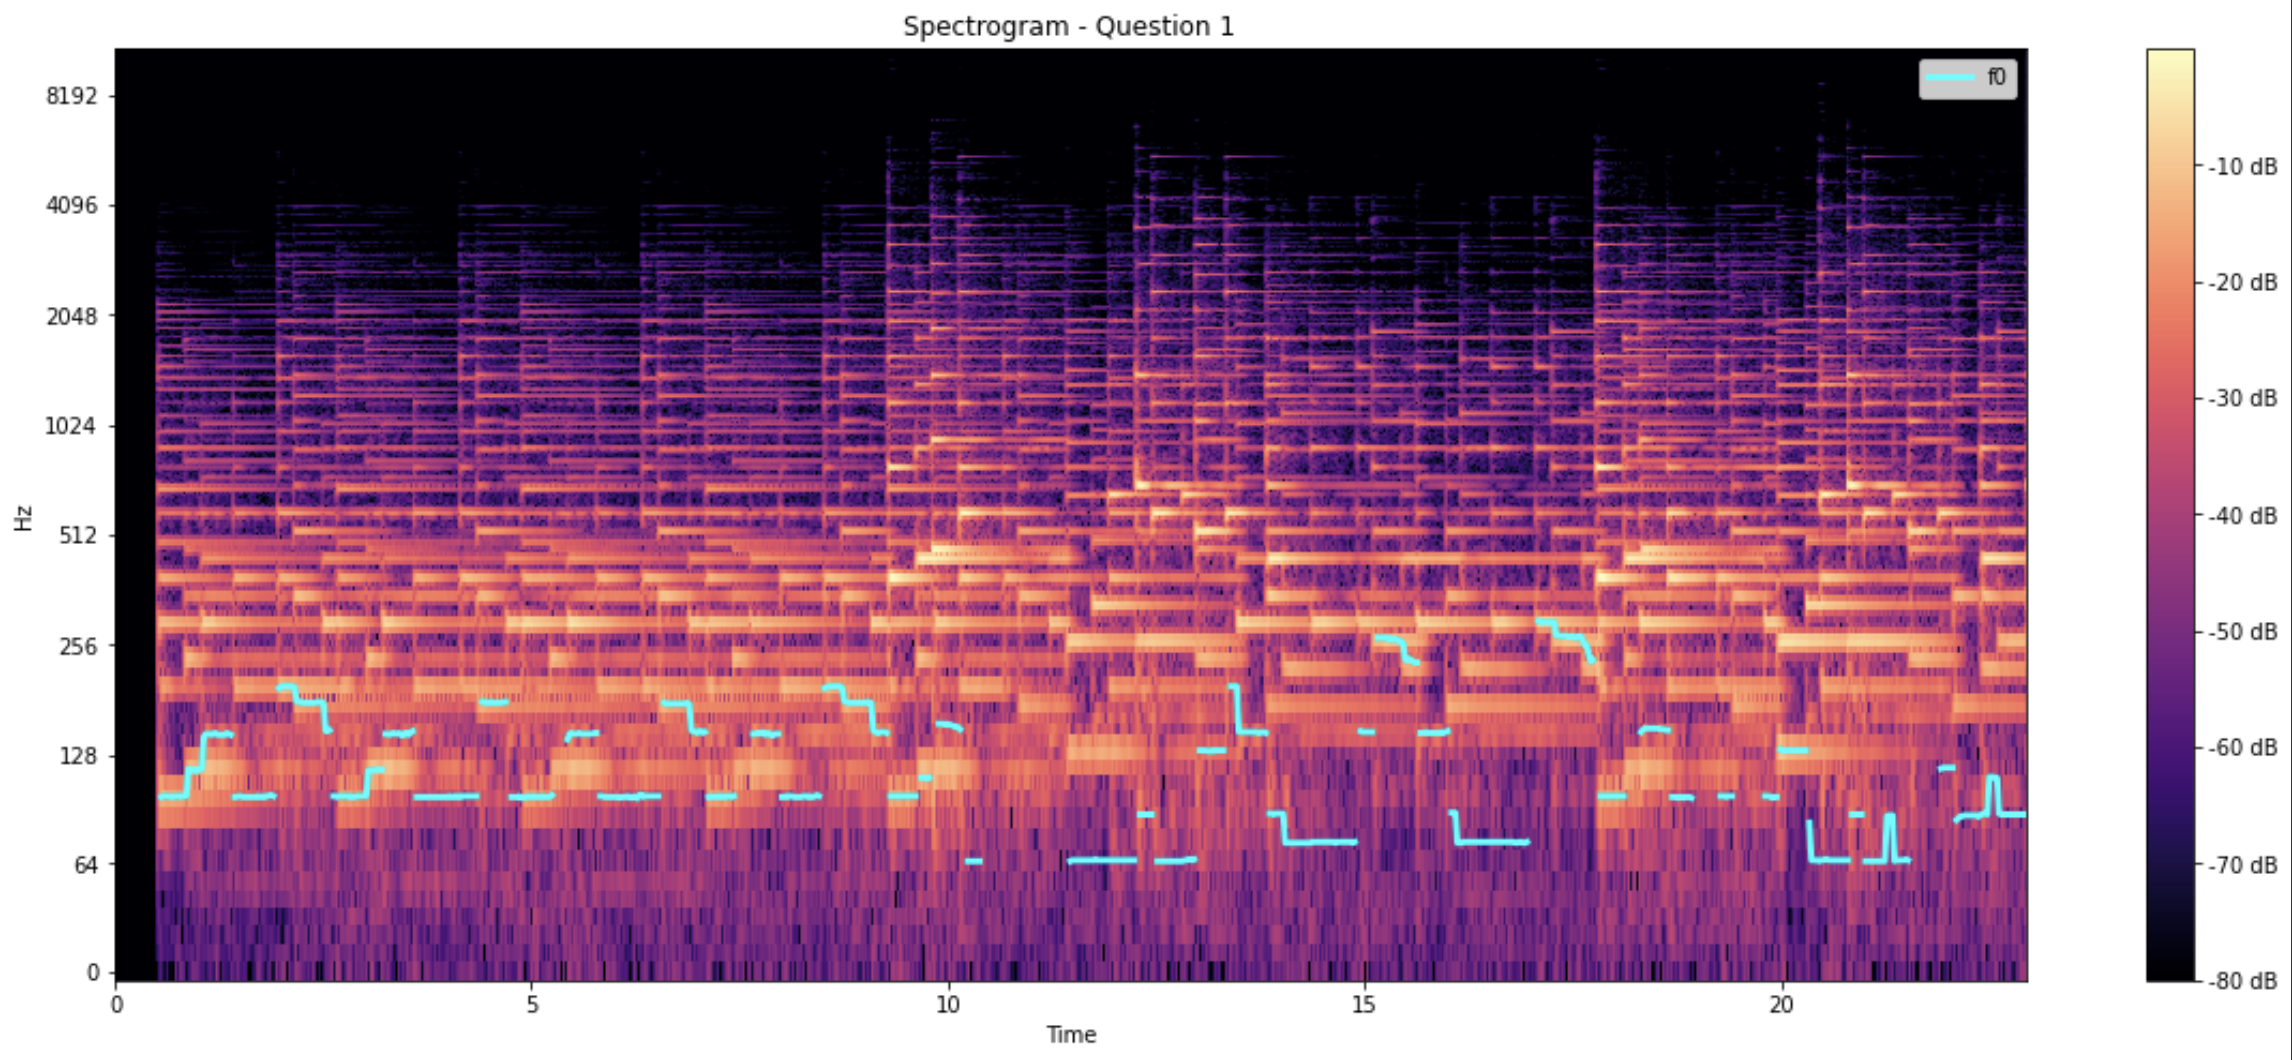 Spectrogram - Question 1
f0
8192
4096
2048
1024
512
256
128
64
0
Hz
0 5 10 15 20
Time
-10 dB
-20 dB
-30 dB
-40 dB
-50 dB
-60 dB
-70 dB
-80 dB